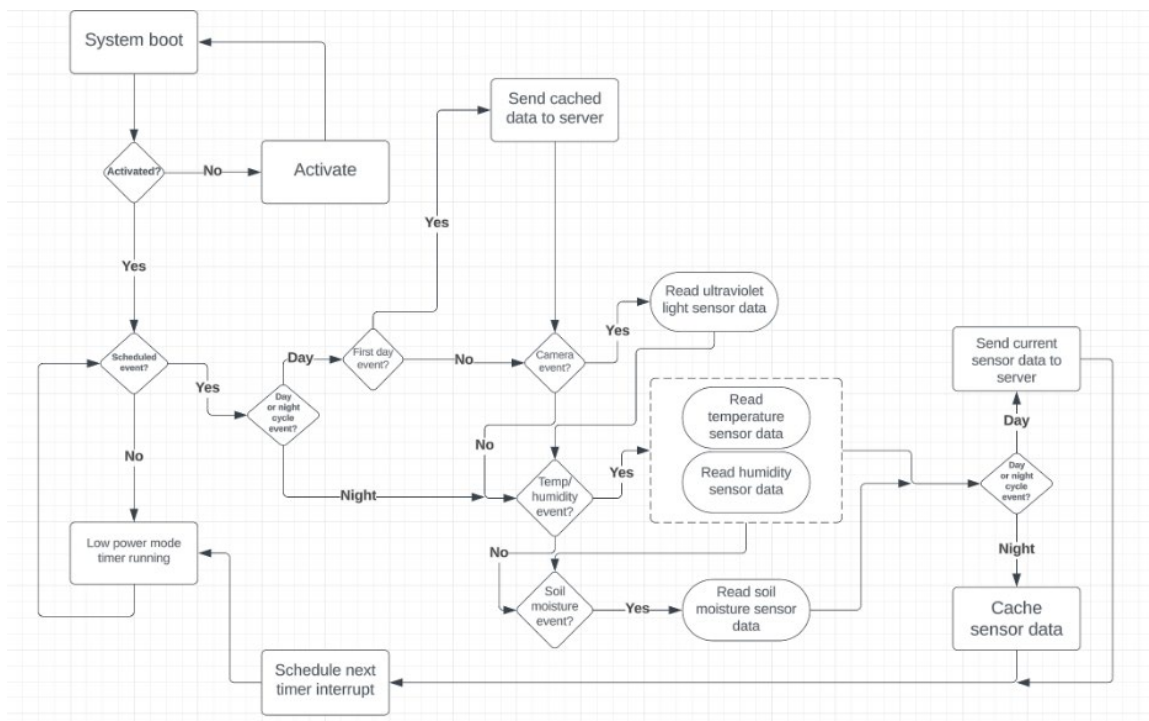 System boot
Send cached
data to server
Activated?
No
Activate
Yes
Yes
Read ultraviolet
light sensor data
Yes
Scheduled
event?
Day
First day
event?
No
Camera
event?
Send current
sensor data to
server
Yes
Day
or night
cycle
event?
Read
temperature
sensor data
Day
No
No
Yes
Read humidity
sensor data
Temp/
humidity
event?
Day
or night
cycle
event?
Night
Low power mode
timer running
No
Night
Soil
moisture
event?
Yes
Read soil
moisture sensor
data
Cache
sensor data
Schedule next
timer interrupt